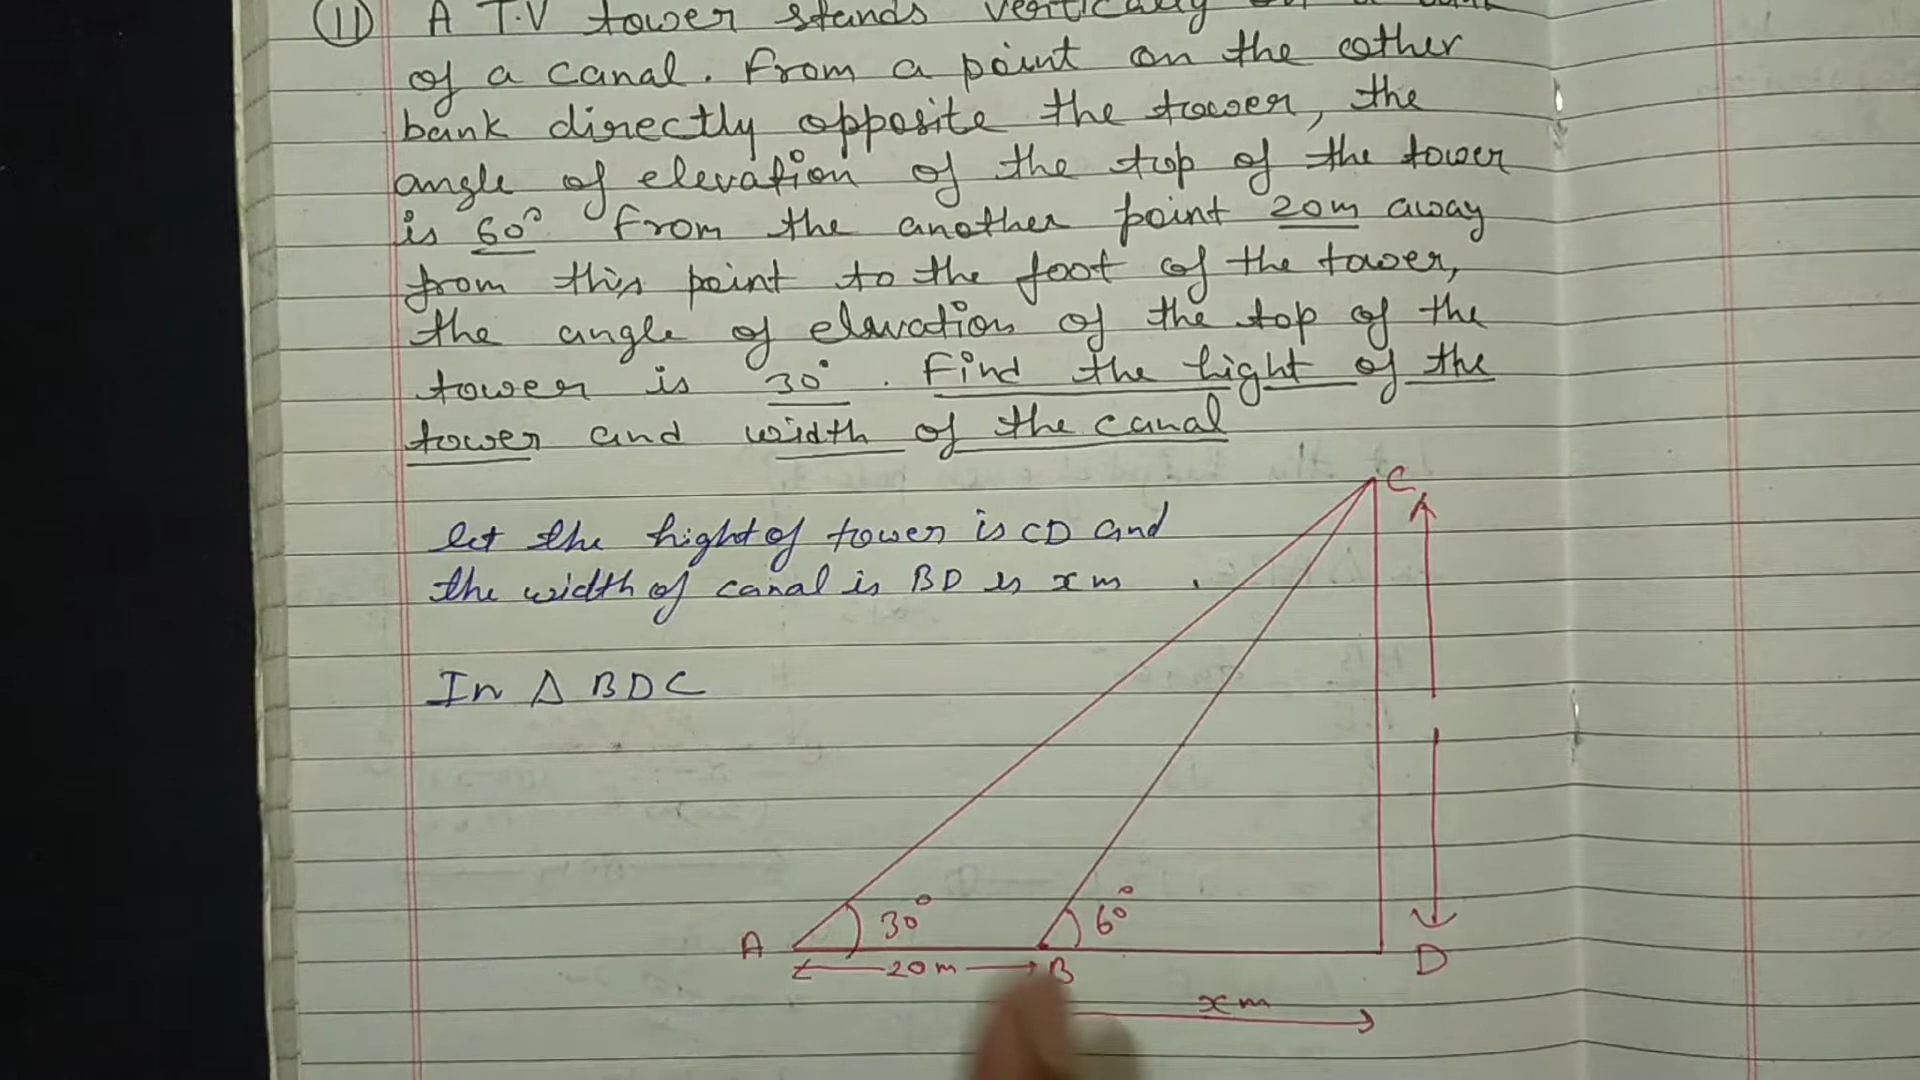 (11) A T.V tower stands vertically on a bank
of a canal. From a point on the other
bank directly opposite the tower, the
angle of elevation of the top of the tower
is 60° From the another point 20m away
from this point to the foot of the tower,
the angle of elevation of the top of the
tower is 30°. Find the hight of the
tower and width of the canal
let the hight of tower is CD and
the width of canal is BD is x m
In Δ BDC
C
A
30°
60°
D
20m
B
x m